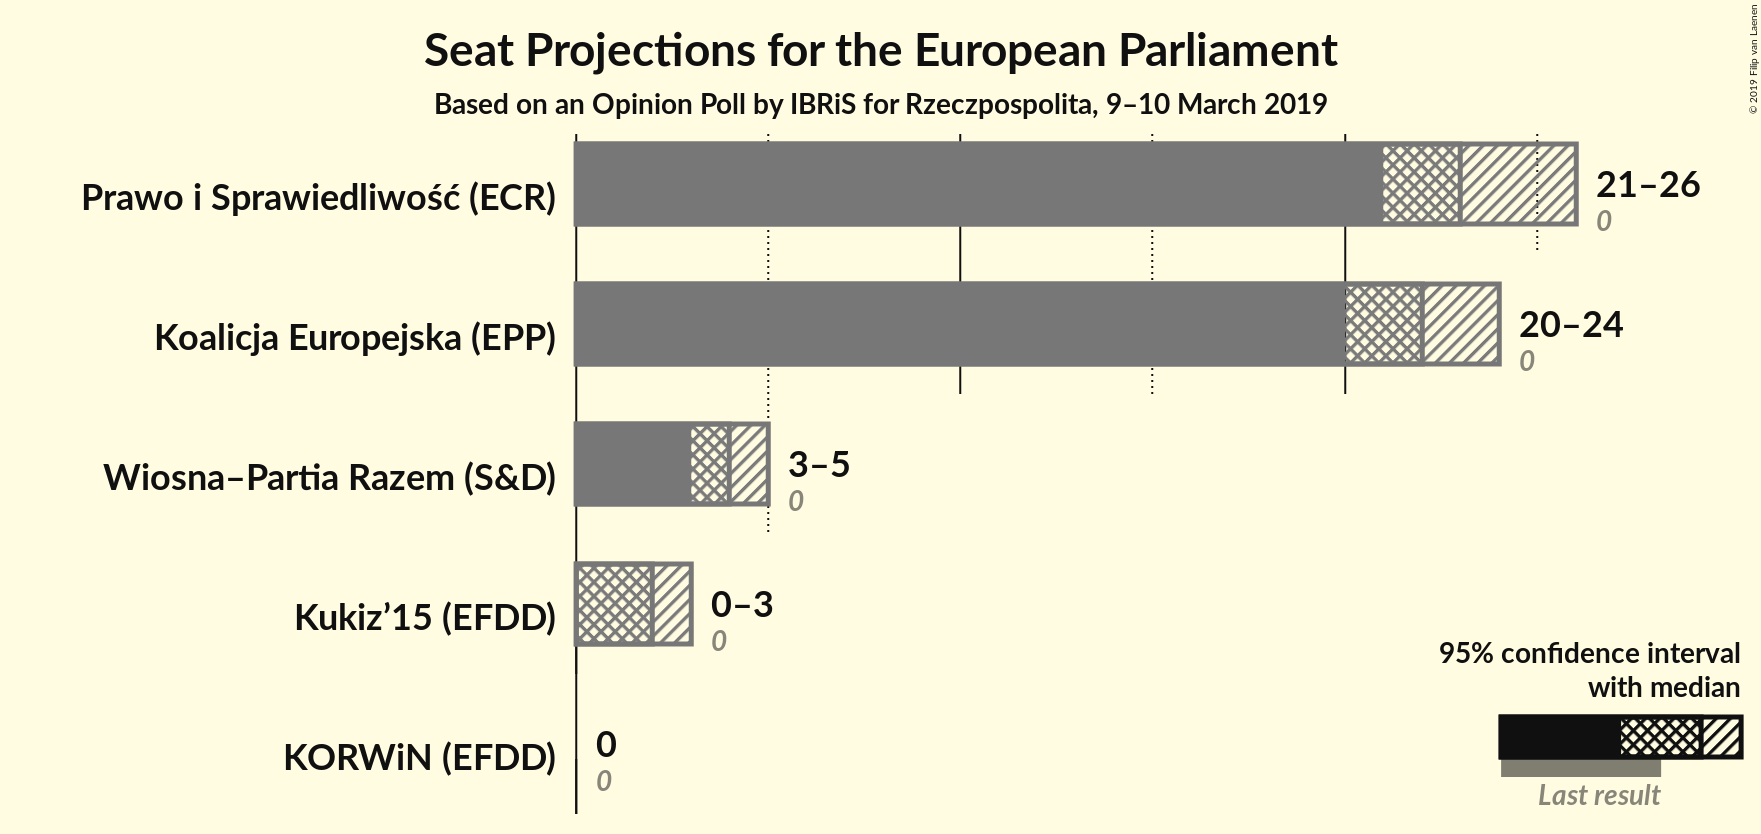 Seat Projections for the European Parliament
Based on an Opinion Poll by IBRiS for Rzeczpospolita, 9–10 March 2019
© 2019 Filip van Laenen
Prawo i Sprawiedliwość (ECR)
21–26
0
Koalicja Europejska (EPP)
20–24
0
Wiosna–Partia Razem (S&D)
3–5
0
Kukiz’15 (EFDD)
0–3
0
KORWiN (EFDD)
0
0
95% confidence interval
with median
Last result